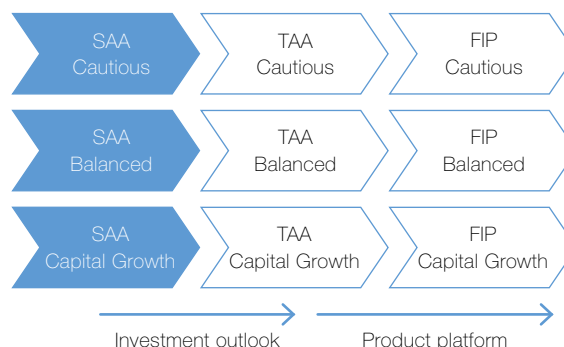 SAA
Cautious
TAA
Cautious
FIP
Cautious
SAA
Balanced
TAA
Balanced
FIP
Balanced
SAA
Capital Growth
TAA
Capital Growth
FIP
Capital Growth
Investment outlook
Product platform